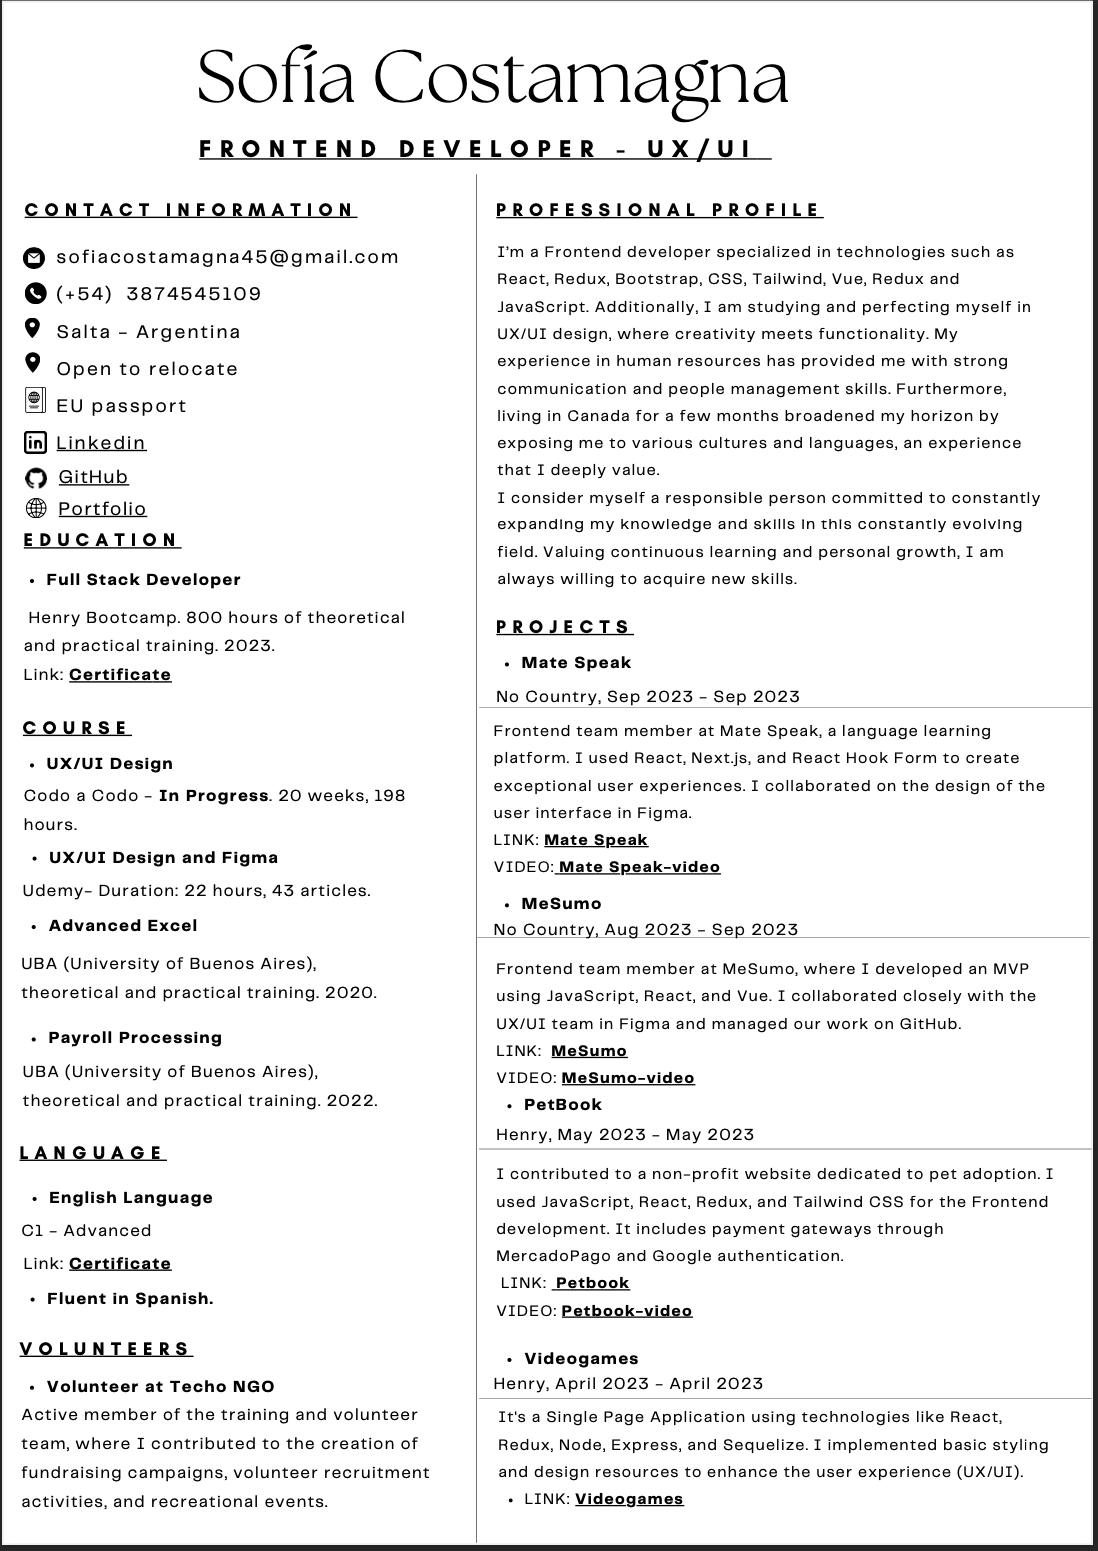 Sofía Costamagna
FRONTEND DEVELOPER - UX/UI
CONTACT INFORMATION
sofiacostamagna45@gmail.com
(+54) 3874545109
Salta - Argentina
Open to relocate
EU passport
Linkedin
GitHub
Portfolio
EDUCATION
• Full Stack Developer
Henry Bootcamp. 800 hours of theoretical
and practical training. 2023.
Link: Certificate
COURSE
• UX/UI Design
Codo a Codo - In Progress. 20 weeks, 198
hours.
• UX/UI Design and Figma
Udemy- Duration: 22 hours, 43 articles.
• Advanced Excel
UBA (University of Buenos Aires),
theoretical and practical training. 2020.
• Payroll Processing
UBA (University of Buenos Aires),
theoretical and practical training. 2022.
LANGUAGE
• English Language
C1 - Advanced
Link: Certificate
• Fluent in Spanish.
VOLUNTEERS
• Volunteer at Techo NGO
Active member of the training and volunteer
team, where I contributed to the creation of
fundraising campaigns, volunteer recruitment
activities, and recreational events.
PROFESSIONAL PROFILE
I'm a Frontend developer specialized in technologies such as
React, Redux, Bootstrap, CSS, Tailwind, Vue, Redux and
JavaScript. Additionally, I am studying and perfecting myself in
UX/UI design, where creativity meets functionality. My
experience in human resources has provided me with strong
communication and people management skills. Furthermore,
living in Canada for a few months broadened my horizon by
exposing me to various cultures and languages, an experience
that I deeply value.
I consider myself a responsible person committed to constantly
expanding my knowledge and skills in this constantly evolving
field. Valuing continuous learning and personal growth, I am
always willing to acquire new skills.
PROJECTS
• Mate Speak
No Country, Sep 2023 - Sep 2023
Frontend team member at Mate Speak, a language learning
platform. I used React, Next.js, and React Hook Form to create
exceptional user experiences. I collaborated on the design of the
user interface in Figma.
LINK: Mate Speak
VIDEO: Mate Speak-video
• MeSumo
No Country, Aug 2023 - Sep 2023
Frontend team member at MeSumo, where I developed an MVP
using JavaScript, React, and Vue. I collaborated closely with the
UX/UI team in Figma and managed our work on GitHub.
LINK: MeSumo
VIDEO: MeSumo-video
• PetBook
Henry, May 2023 - May 2023
I contributed to a non-profit website dedicated to pet adoption. I
used JavaScript, React, Redux, and Tailwind CSS for the Frontend
development. It includes payment gateways through
MercadoPago and Google authentication.
LINK: Petbook
VIDEO: Petbook-video
• Videogames
Henry, April 2023 - April 2023
It's a Single Page Application using technologies like React,
Redux, Node, Express, and Sequelize. I implemented basic styling
and design resources to enhance the user experience (UX/UI).
• LINK: Videogames